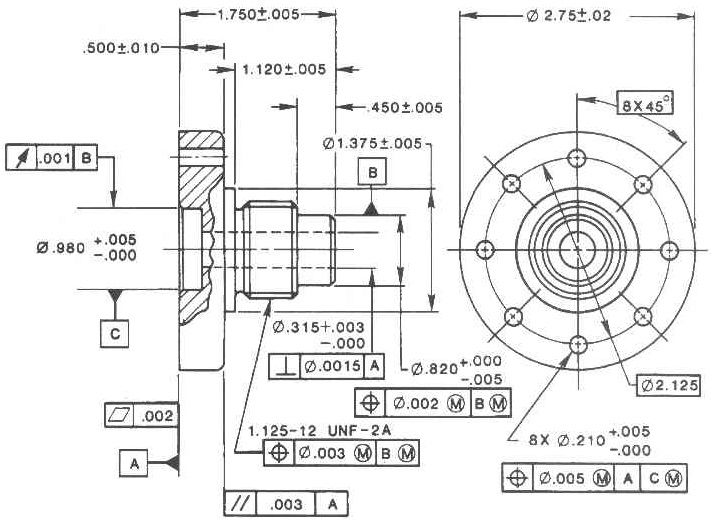 1.750±.005
Ø 2.75±.02
.500±.010
1.120±.005
.450±.005
8X45°
Ø1.375±.005
↗ .001 B
B
Ø.980 +.005
-.000
C
Ø.315+.003
-.000
⊥ Ø.0015 A
Ø.820+.000
-.005
⌖ Ø.002 Ⓜ B Ⓜ
Ø2.125
▱ .002
1.125-12 UNF-2A
⌖ Ø.003 Ⓜ B Ⓜ
8X Ø.210 +.005
-.000
A
⌖ Ø.005 Ⓜ A C Ⓜ
// .003 A